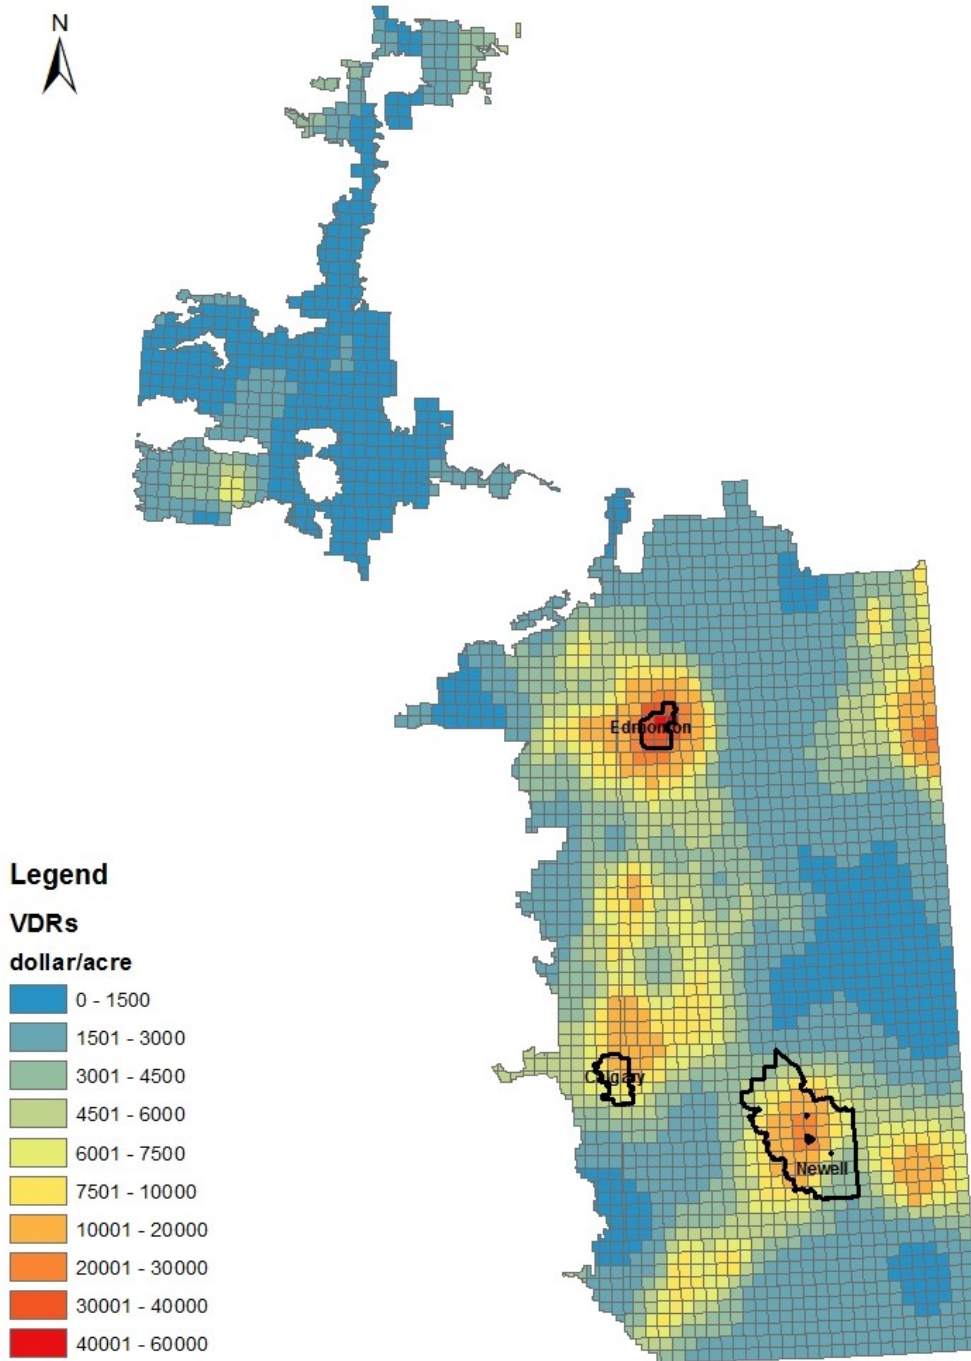 N
Edmonton
Calgary
Newell
Legend
VDRs
dollar/acre
0 - 1500
1501 - 3000
3001 - 4500
4501 - 6000
6001 - 7500
7501 - 10000
10001 - 20000
20001 - 30000
30001 - 40000
40001 - 60000